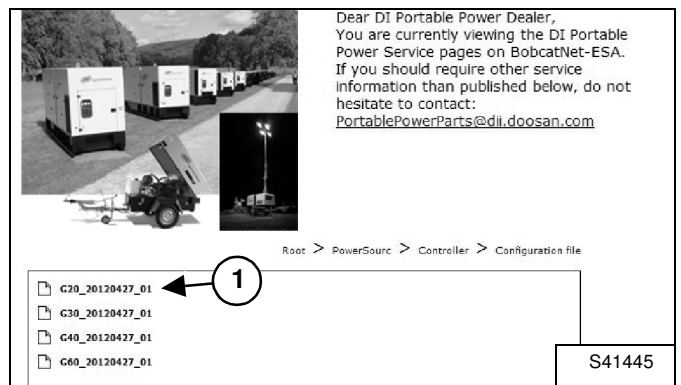 Dear DI Portable Power Dealer,
You are currently viewing the DI Portable
Power Service pages on BobcatNet-ESA.
If you should require other service
information than published below, do not
hesitate to contact:
PortablePowerParts@dii.doosan.com
Root > PowerSourc > Controller > Configuration file
G20_20120427_01
1
G30_20120427_01
G40_20120427_01
G60_20120427_01
S41445